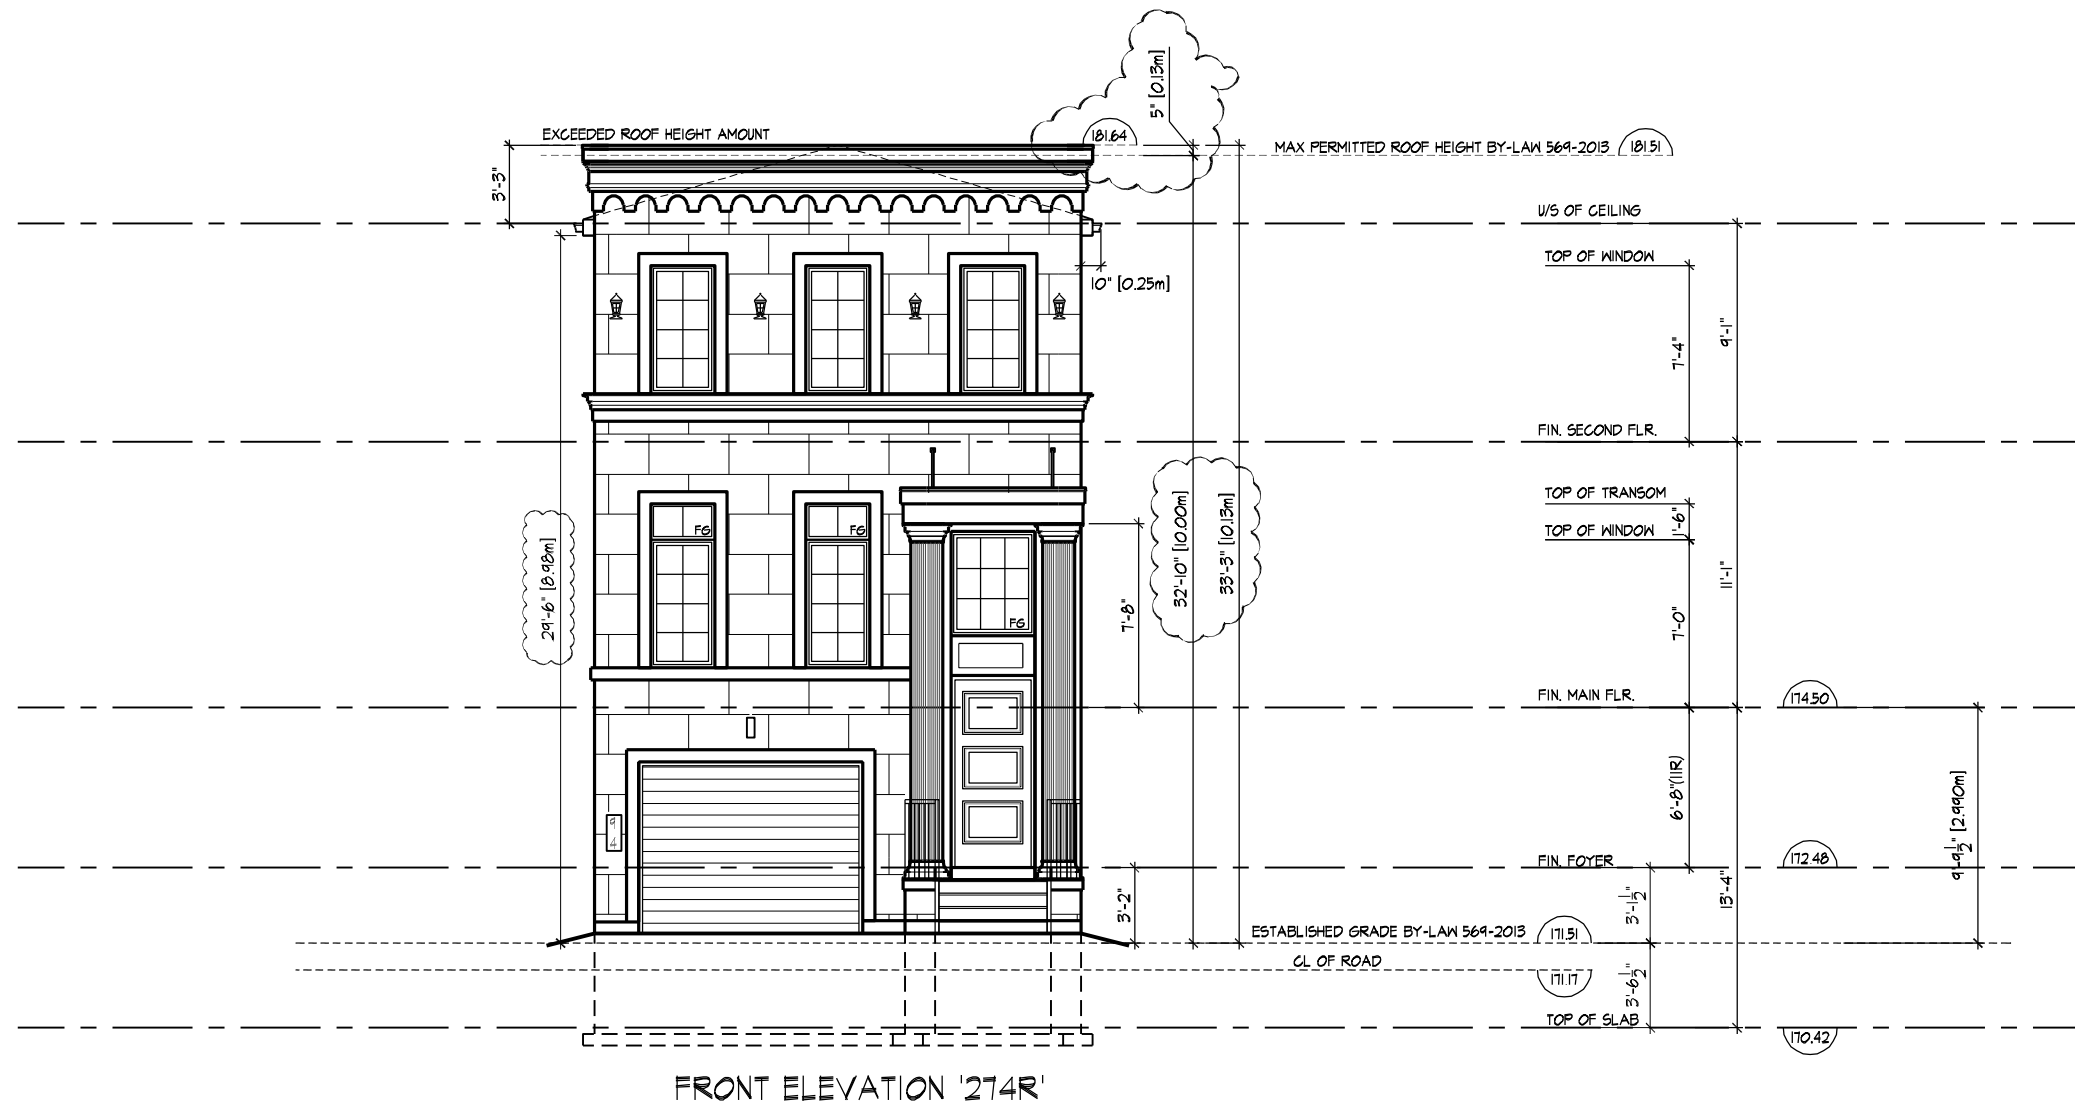 5" [0.13m]
EXCEEDED ROOF HEIGHT AMOUNT
181.64
MAX PERMITTED ROOF HEIGHT BY-LAW 569-2013
181.51
3'-3"
U/S OF CEILING
TOP OF WINDOW
10" [0.25m]
7'-4"
9'-1"
FIN. SECOND FLR.
TOP OF TRANSOM
TOP OF WINDOW
1'-6"
FG
FG
29'-6" [8.98m]
32'-10" [10.00m]
33'-3" [10.13m]
7'-8"
FG
11'-1"
7'-0"
FIN. MAIN FLR.
174.50
6'-8"(11R)
9'-9 1/2" [2.990m]
FIN. FOYER
172.48
3'-2"
3'-1 1/2"
13'-4"
ESTABLISHED GRADE BY-LAW 569-2013
171.51
CL OF ROAD
171.17
3'-6 1/2"
TOP OF SLAB
170.42
FRONT ELEVATION '274R'